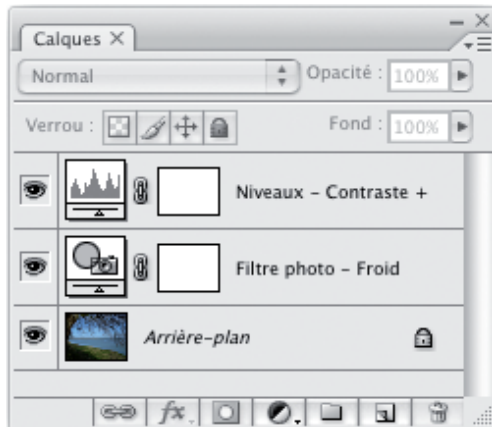 Calques ×
Normal Opacité : 100%
Verrou : Fond : 100%
Niveaux – Contraste +
Filtre photo – Froid
Arrière-plan
fx.